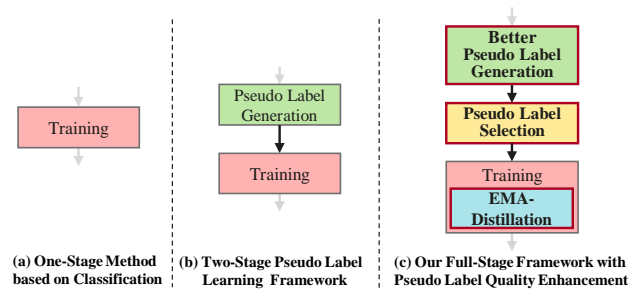 Training
(a) One-Stage Method
based on Classification
Pseudo Label
Generation
Training
(b) Two-Stage Pseudo Label
Learning Framework
Better
Pseudo Label
Generation
Pseudo Label
Selection
Training
EMA-
Distillation
(c) Our Full-Stage Framework with
Pseudo Label Quality Enhancement